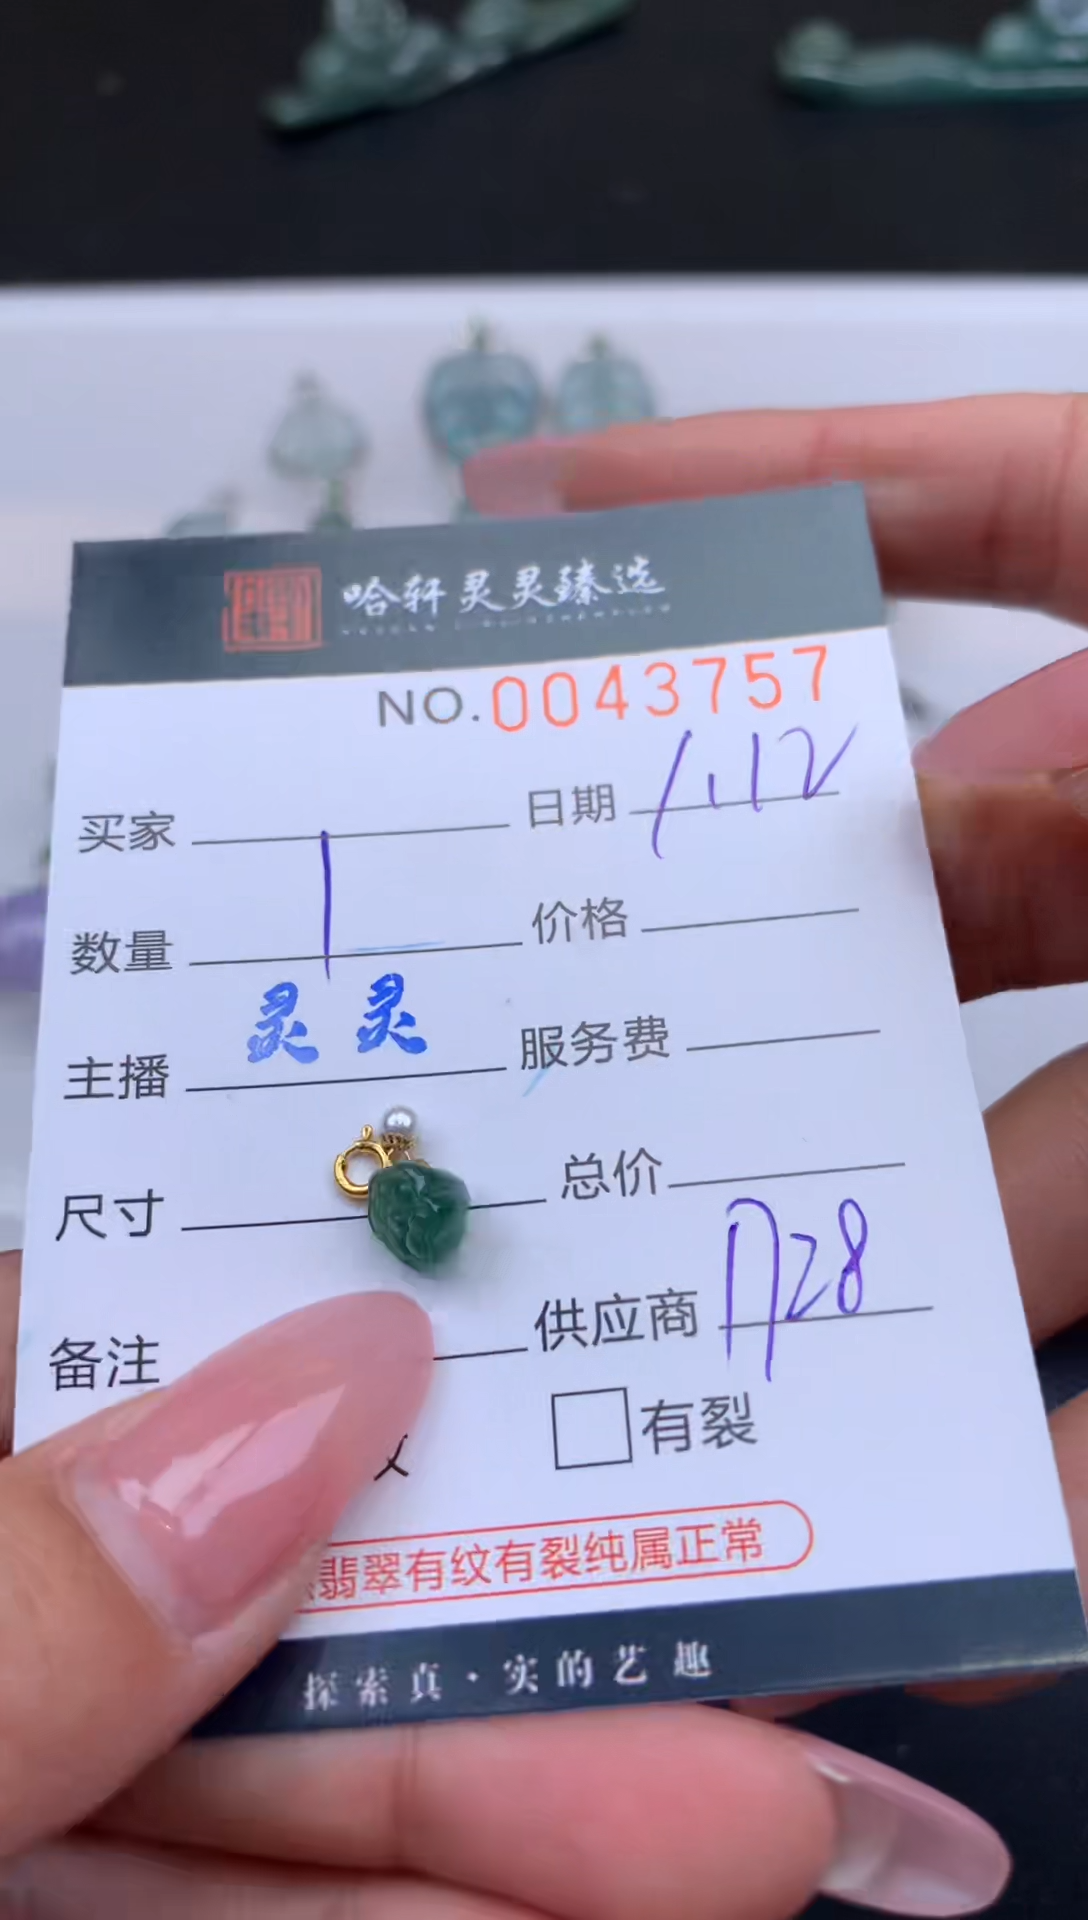 哈轩灵灵臻选
NO.0043757
买家 日期 1.12
数量 1 价格
主播 灵灵 服务费
尺寸 总价
备注 供应商 A28
有裂
翡翠有纹有裂纯属正常
探索真·实的艺趣